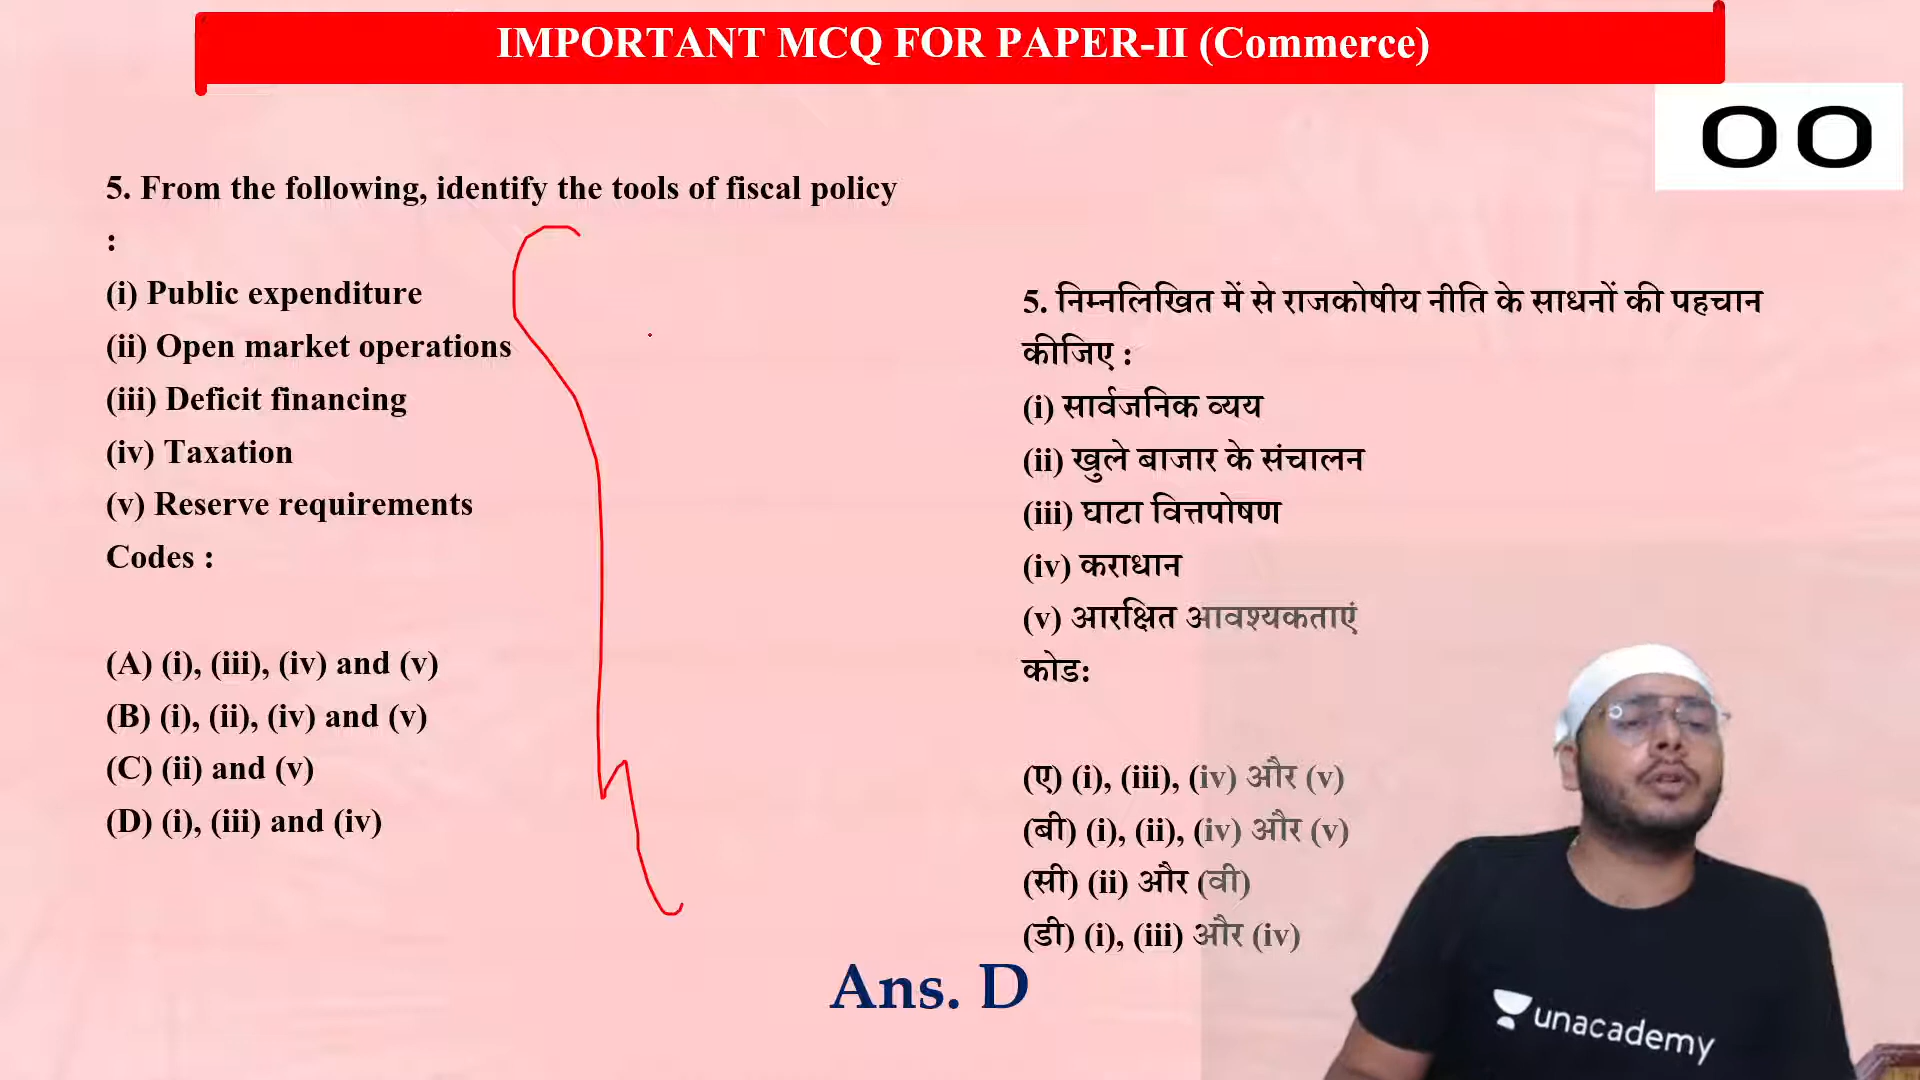 IMPORTANT MCQ FOR PAPER-II (Commerce)
00
5. From the following, identify the tools of fiscal policy
:
(i) Public expenditure
(ii) Open market operations
(iii) Deficit financing
(iv) Taxation
(v) Reserve requirements
Codes :
(A) (i), (iii), (iv) and (v)
(B) (i), (ii), (iv) and (v)
(C) (ii) and (v)
(D) (i), (iii) and (iv)
5. निम्नलिखित में से राजकोषीय नीति के साधनों की पहचान
कीजिए :
(i) सार्वजनिक व्यय
(ii) खुले बाजार के संचालन
(iii) घाटा वित्तपोषण
(iv) कराधान
(v) आरक्षित आवश्यकताएं
कोड:
(ए) (i), (iii), (iv) और (v)
(बी) (i), (ii), (iv) और (v)
(सी) (ii) और (वी)
(डी) (i), (iii) और (iv)
Ans. D
unacademy